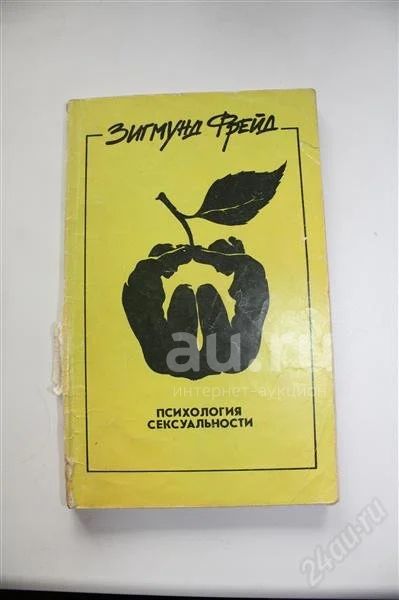 Зигмунд Фрейд
au.ru
интернет-аукцион
ПСИХОЛОГИЯ
СЕКСУАЛЬНОСТИ
24au.ru